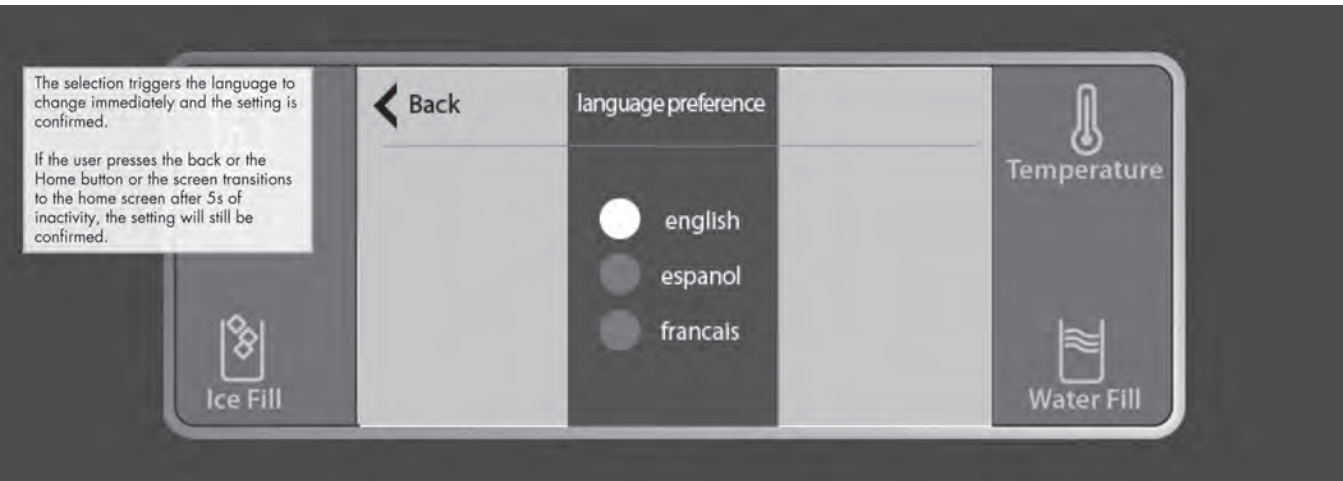 The selection triggers the language to
change immediately and the setting is
confirmed.
If the user presses the back or the
Home button or the screen transitions
to the home screen after 5s of
inactivity, the setting will still be
confirmed.
Back
language preference
english
espanol
francais
Temperature
Ice Fill
Water Fill